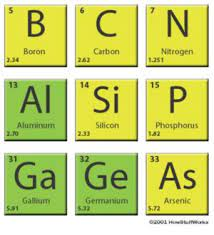 5 6 7
B C N
Boron Carbon Nitrogen
2.34 2.62 1.251
13 14 15
Al Si P
Aluminum Silicon Phosphorus
2.70 2.33 1.82
31 32 33
Ga Ge As
Gallium Germanium Arsenic
5.91 5.32 5.72
©2001 HowStuffWorks